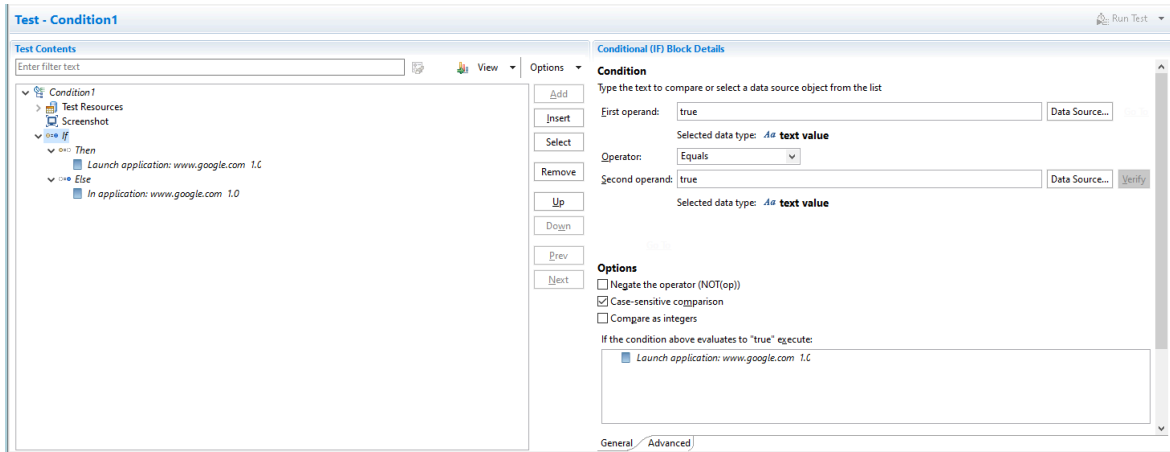 Test - Condition1
Run Test
Test Contents
Enter filter text
View
Options
Condition1
Test Resources
Screenshot
If
Then
Launch application: www.google.com 1.0
Else
In application: www.google.com 1.0
Add
Insert
Select
Remove
Up
Down
Prev
Next
Conditional (IF) Block Details
Condition
Type the text to compare or select a data source object from the list
First operand: true Data Source...
Selected data type: Aa text value
Operator: Equals
Second operand: true Data Source... Verify
Selected data type: Aa text value
Options
Negate the operator (NOT(op))
Case-sensitive comparison
Compare as integers
If the condition above evaluates to "true" execute:
Launch application: www.google.com 1.0
General Advanced